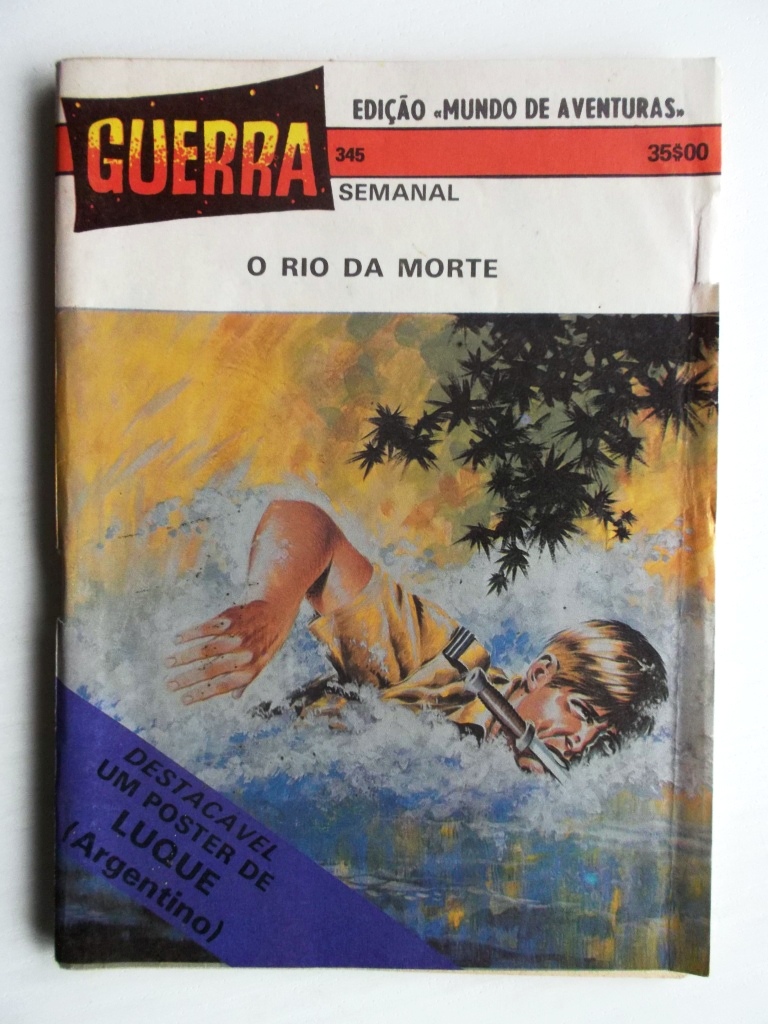 EDIÇÃO «MUNDO DE AVENTURAS»
GUERRA
345
35$00
SEMANAL
O RIO DA MORTE
DESTACAVEL
UM POSTER DE
LUQUE
(Argentino)